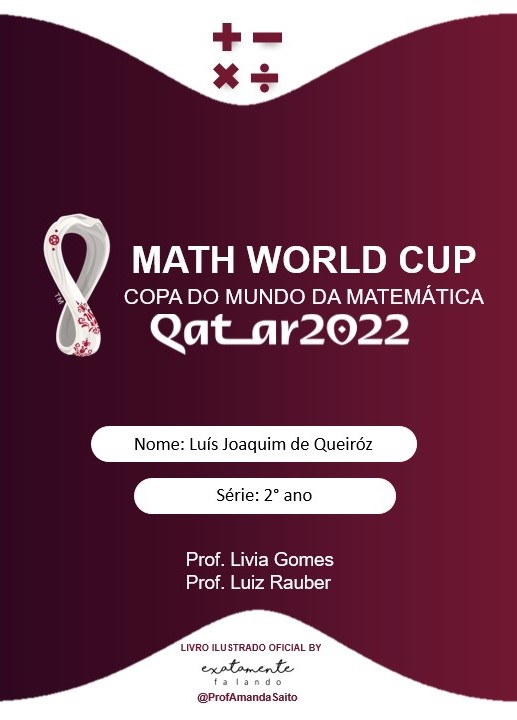 + −
× ÷
MATH WORLD CUP
COPA DO MUNDO DA MATEMÁTICA
TM
Qatar2022
Nome: Luís Joaquim de Queiróz
Série: 2° ano
Prof. Livia Gomes
Prof. Luiz Rauber
LIVRO ILUSTRADO OFICIAL BY
exatamente
falando
@ProfAmandaSaito